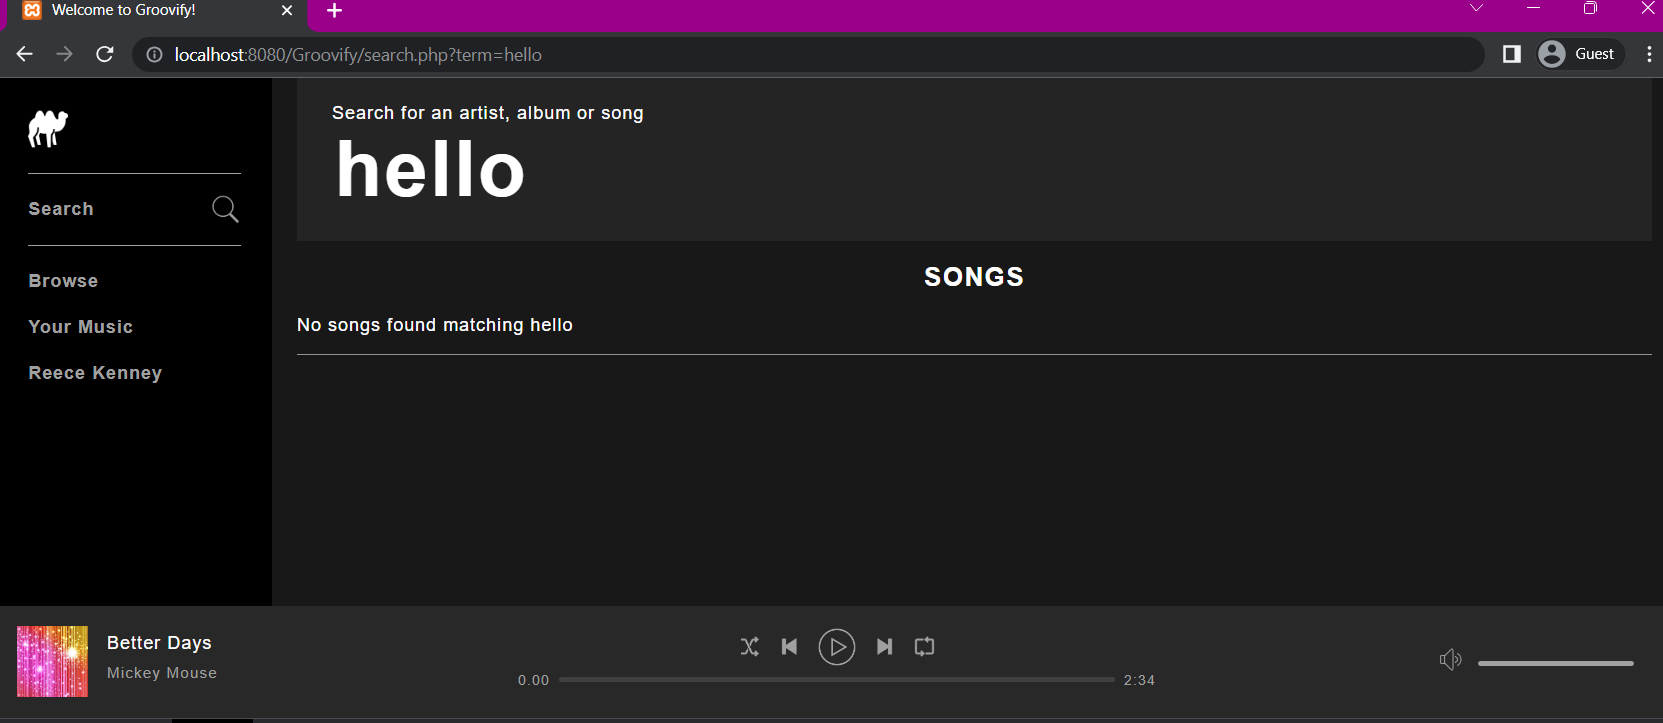 Welcome to Groovify!
localhost:8080/Groovify/search.php?term=hello
Guest
Search
Browse
Your Music
Reece Kenney
Search for an artist, album or song
hello
SONGS
No songs found matching hello
Better Days
Mickey Mouse
0.00
2:34